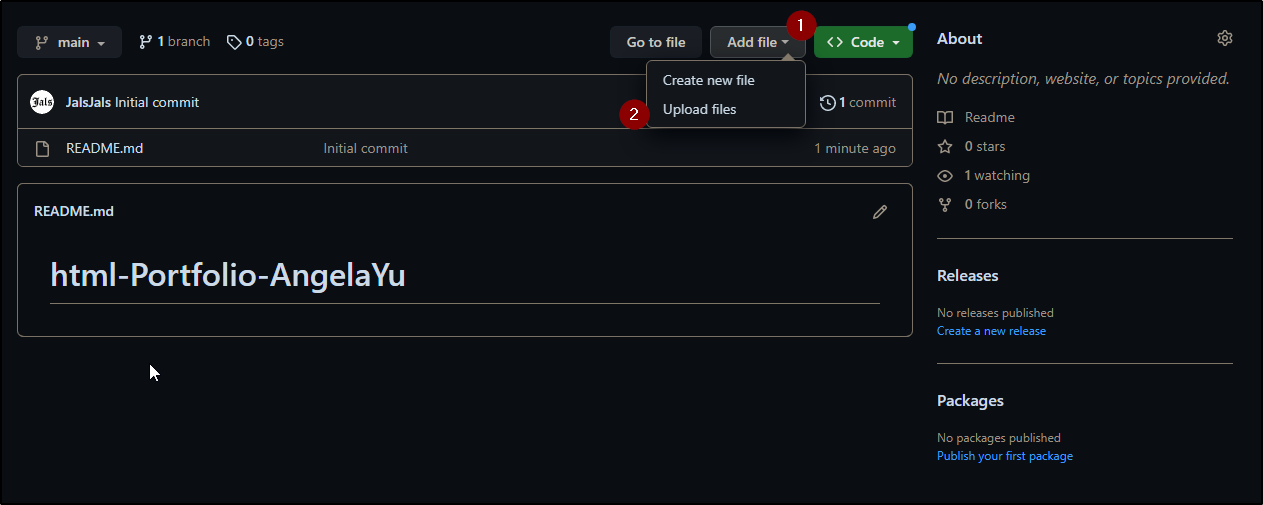 main
1 branch
0 tags
Go to file
Add file
1
Code
Create new file
2
Upload files
Jals
JalsJals Initial commit
1 commit
README.md
Initial commit
1 minute ago
README.md
html-Portfolio-AngelaYu
About
No description, website, or topics provided.
Readme
0 stars
1 watching
0 forks
Releases
No releases published
Create a new release
Packages
No packages published
Publish your first package